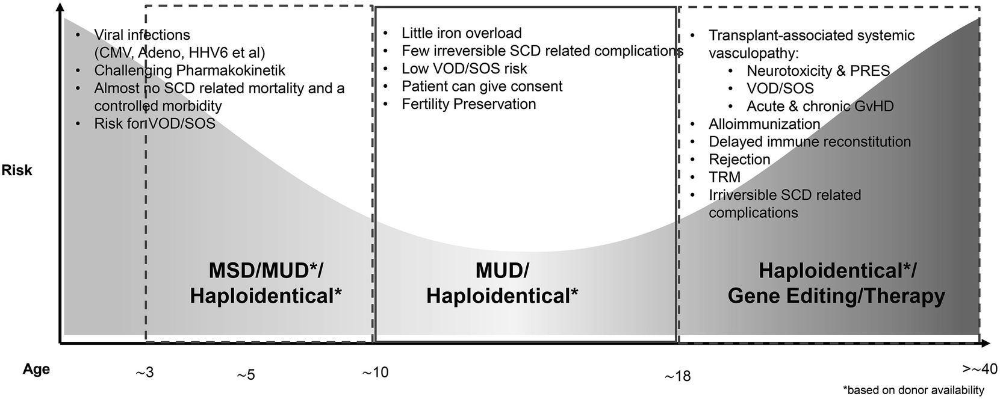 • Viral infections
(CMV, Adeno, HHV6 et al)
• Challenging Pharmakokinetik
• Almost no SCD related mortality and a
controlled morbidity
• Risk for VOD/SOS
• Little iron overload
• Few irreversible SCD related complications
• Low VOD/SOS risk
• Patient can give consent
• Fertility Preservation
• Transplant-associated systemic
vasculopathy:
• Neurotoxicity & PRES
• VOD/SOS
• Acute & chronic GvHD
• Alloimmunization
• Delayed immune reconstitution
• Rejection
• TRM
• Irriversible SCD related
complications
Risk
MSD/MUD*/
Haploidentical*
MUD/
Haploidentical*
Haploidentical*/
Gene Editing/Therapy
Age
~3
~5
~10
~18
>~40
*based on donor availability